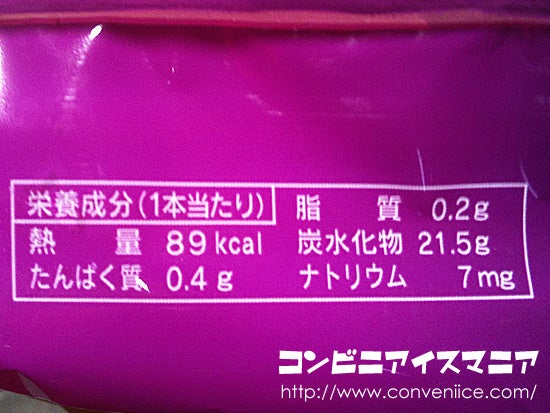 栄養成分(1本当たり)
熱量 89kcal
たんぱく質 0.4g
脂質 0.2g
炭水化物 21.5g
ナトリウム 7mg
コンビニアイスマニア
http://www.conveniice.com/